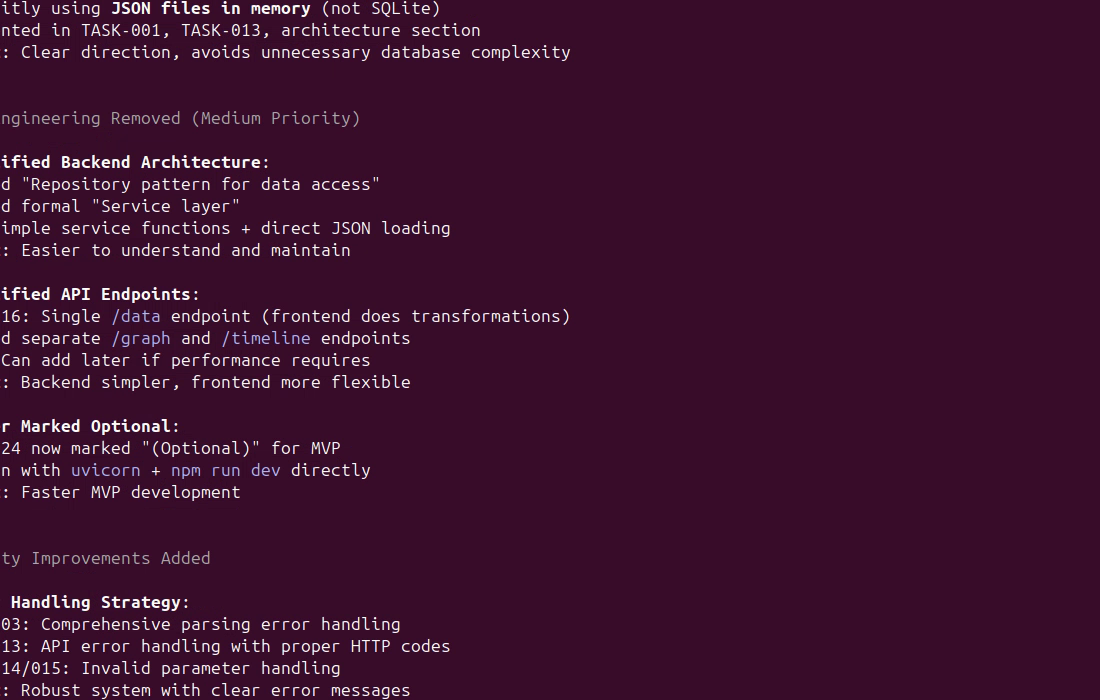 itly using JSON files in memory (not SQLite)
nted in TASK-001, TASK-013, architecture section
: Clear direction, avoids unnecessary database complexity
ngineering Removed (Medium Priority)
ified Backend Architecture:
d "Repository pattern for data access"
d formal "Service layer"
imple service functions + direct JSON loading
: Easier to understand and maintain
ified API Endpoints:
16: Single /data endpoint (frontend does transformations)
d separate /graph and /timeline endpoints
Can add later if performance requires
: Backend simpler, frontend more flexible
r Marked Optional:
24 now marked "(Optional)" for MVP
n with uvicorn + npm run dev directly
: Faster MVP development
ty Improvements Added
Handling Strategy:
03: Comprehensive parsing error handling
13: API error handling with proper HTTP codes
14/015: Invalid parameter handling
: Robust system with clear error messages